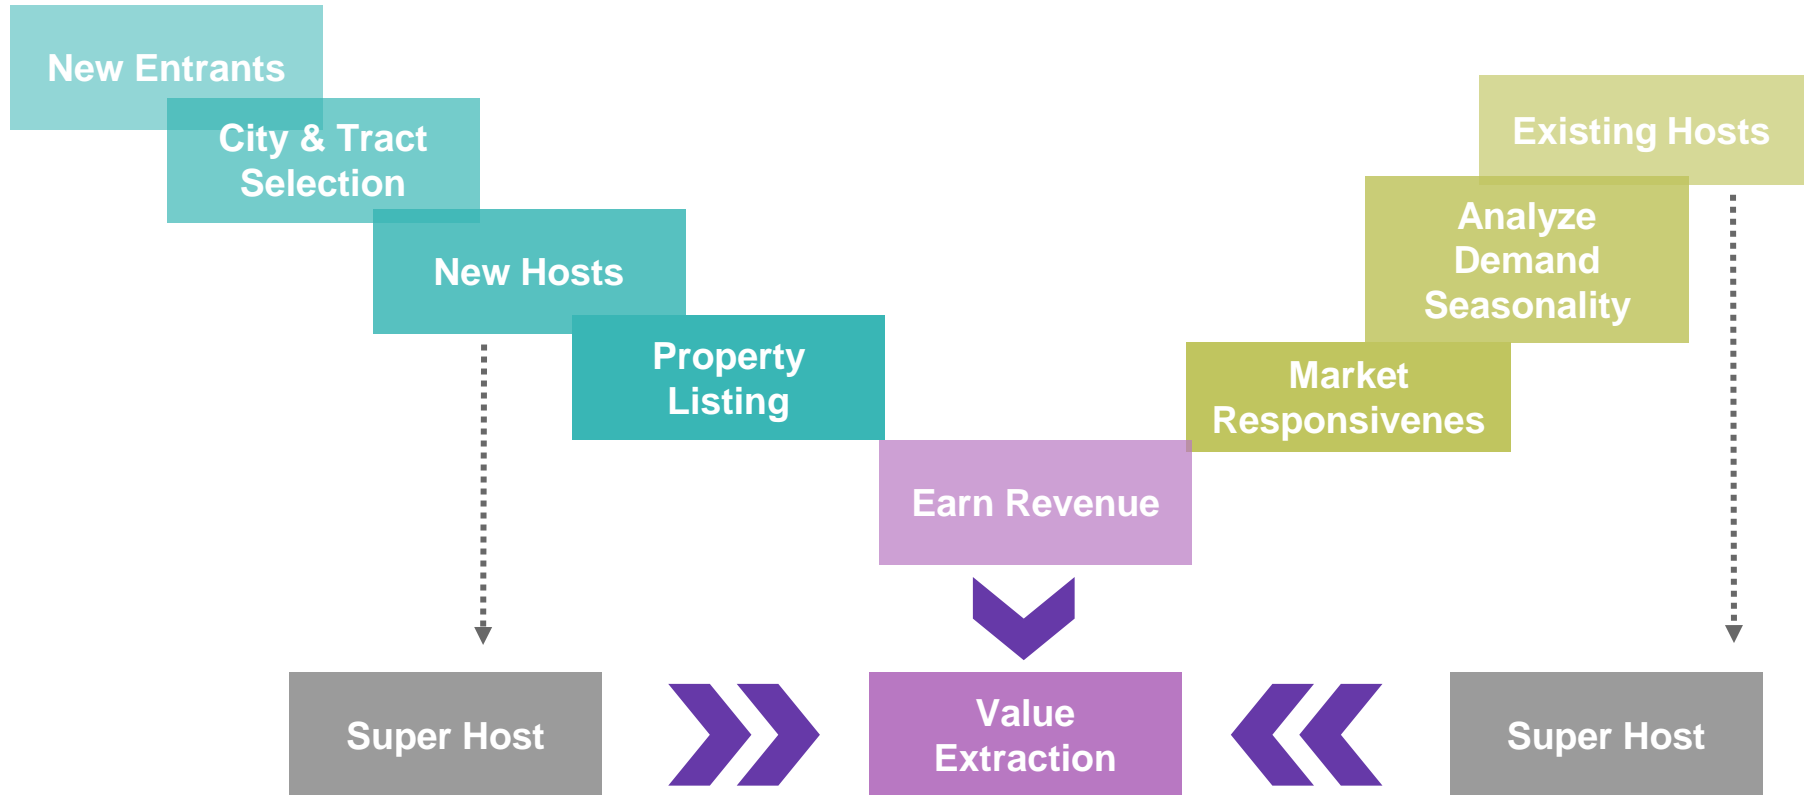 New Entrants
City & Tract
Selection
New Hosts
Property
Listing
Existing Hosts
Analyze
Demand
Seasonality
Market
Responsivenes
Earn Revenue
Super Host
Value
Extraction
Super Host